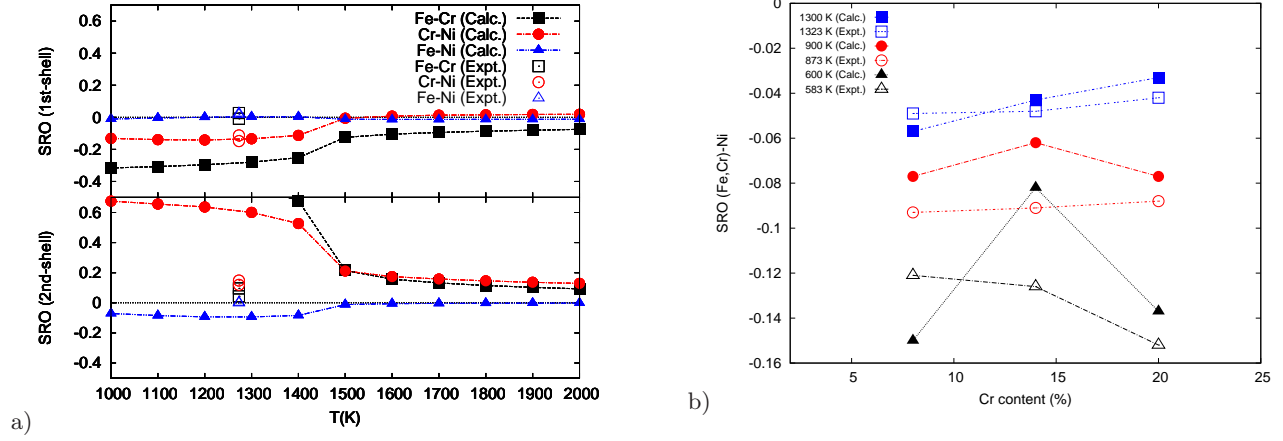 0.6
0.4
0.2
0
-0.2
-0.4
SRO (1st-shell)
Fe-Cr (Calc.)
Cr-Ni (Calc.)
Fe-Ni (Calc.)
Fe-Cr (Expt.)
Cr-Ni (Expt.)
Fe-Ni (Expt.)
0.6
0.4
0.2
0
-0.2
-0.4
SRO (2nd-shell)
1000 1100 1200 1300 1400 1500 1600 1700 1800 1900 2000
T(K)
a)
0
-0.02
-0.04
-0.06
-0.08
-0.1
-0.12
-0.14
-0.16
SRO (Fe,Cr)-Ni
1300 K (Calc.)
1323 K (Expt.)
900 K (Calc.)
873 K (Expt.)
600 K (Calc.)
583 K (Expt.)
5 10 15 20 25
Cr content (%)
b)